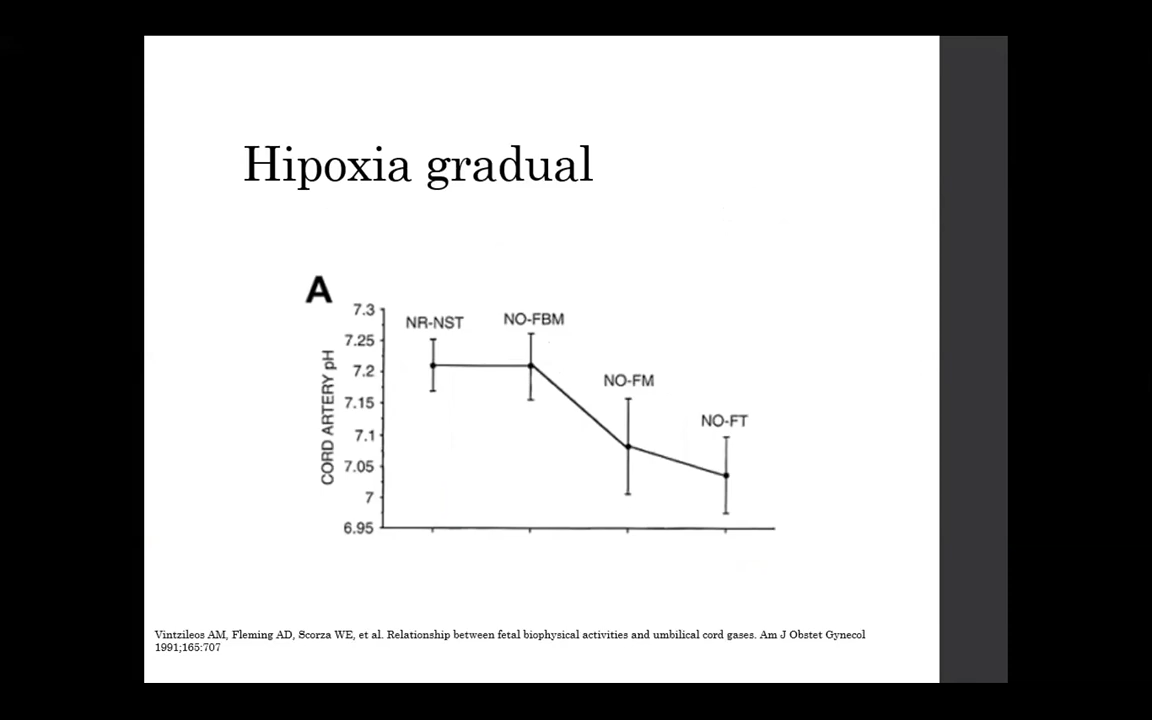 Hipoxia gradual
A
7.3
7.25
7.2
7.15
7.1
7.05
7
6.95
CORD ARTERY pH
NR-NST
NO-FBM
NO-FM
NO-FT
Vintzileos AM, Fleming AD, Scorza WE, et al. Relationship between fetal biophysical activities and umbilical cord gases. Am J Obstet Gynecol
1991;165:707